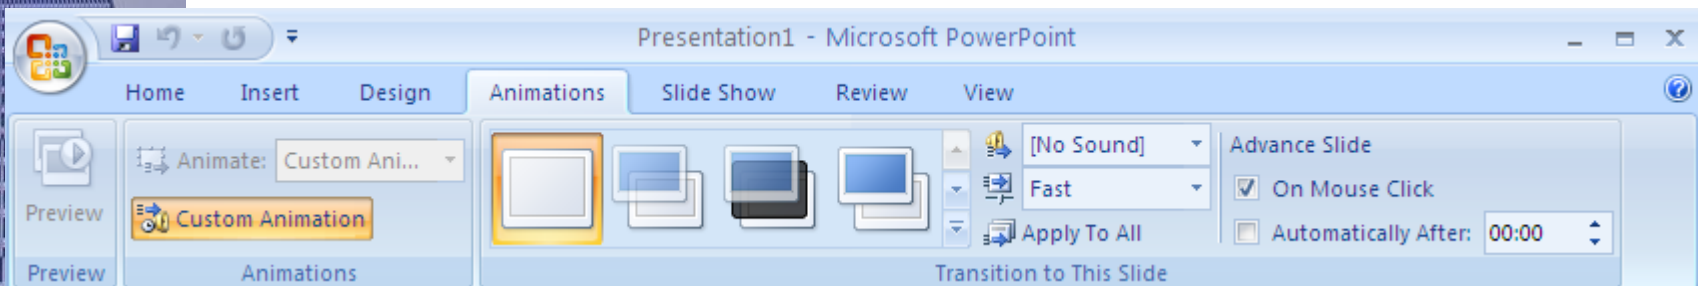 Presentation1 - Microsoft PowerPoint
Home Insert Design Animations Slide Show Review View
Animate: Custom Ani... [No Sound] Advance Slide
Fast On Mouse Click
Preview Custom Animation Apply To All Automatically After: 00:00
Preview Animations Transition to This Slide